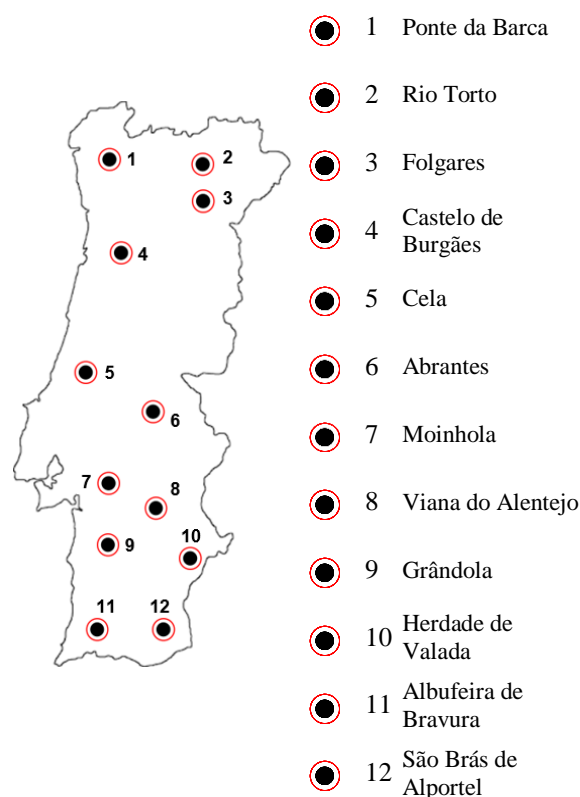 1 Ponte da Barca
2 Rio Torto
3 Folgares
4 Castelo de
Burgães
5 Cela
6 Abrantes
7 Moinhola
8 Viana do Alentejo
9 Grândola
10 Herdade de
Valada
11 Albufeira de
Bravura
12 São Brás de
Alportel
1
2
3
4
5
6
7
8
9
10
11
12